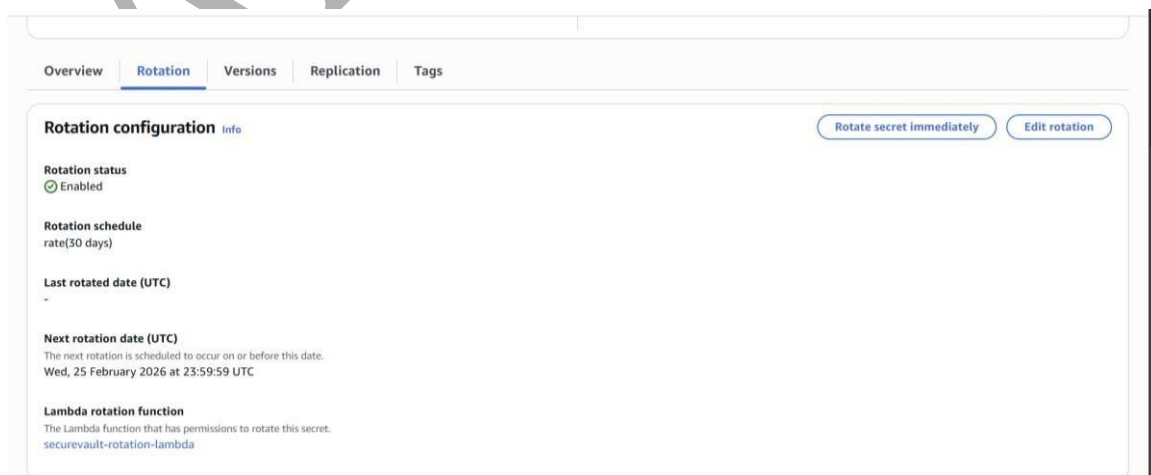 Overview Rotation Versions Replication Tags
Rotation configuration Info Rotate secret immediately Edit rotation
Rotation status
Enabled
Rotation schedule
rate(30 days)
Last rotated date (UTC)
-
Next rotation date (UTC)
The next rotation is scheduled to occur on or before this date.
Wed, 25 February 2026 at 23:59:59 UTC
Lambda rotation function
The Lambda function that has permissions to rotate this secret.
securevault-rotation-lambda